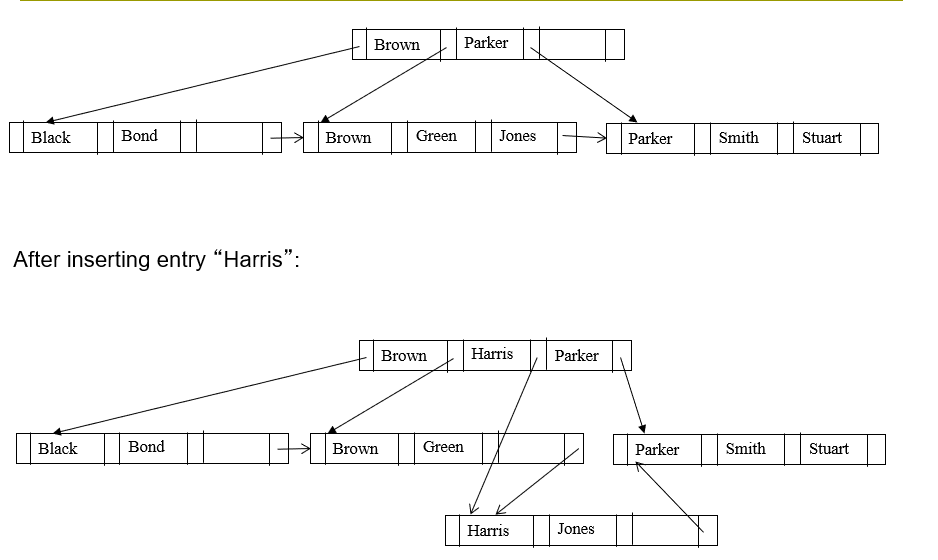 Brown Parker
Black Bond Brown Green Jones Parker Smith Stuart
After inserting entry “Harris”:
Brown Harris Parker
Black Bond Brown Green Parker Smith Stuart
Harris Jones